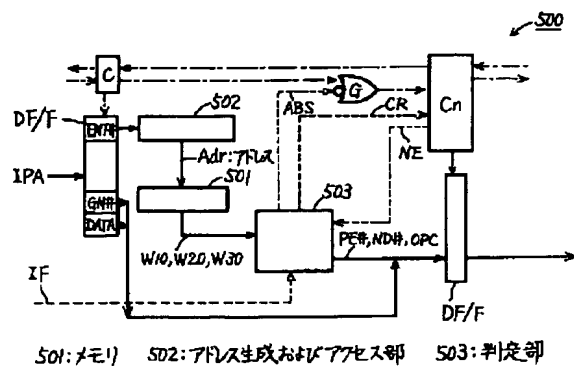 500
C
G
Cn
ABS
CR
NE
DF/F
ENT#
502
Adr:アドレス
IPA
501
503
GN#
DATA
W10, W20, W30
PE#, ND#, OPC
IF
DF/F
501:メモリ 502:アドレス生成およびアクセス部 503:判定部